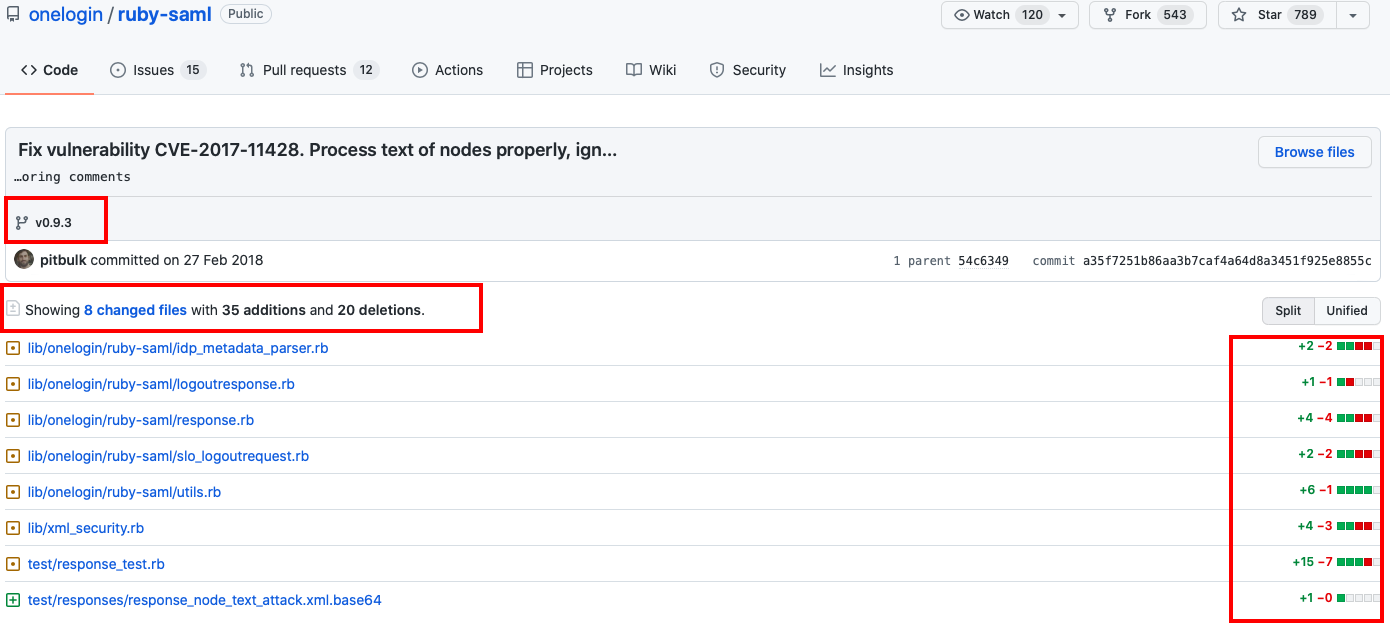 onelogin / ruby-saml Public Watch 120 Fork 543 Star 789
Code Issues 15 Pull requests 12 Actions Projects Wiki Security Insights
Fix vulnerability CVE-2017-11428. Process text of nodes properly, ign... Browse files
…oring comments
v0.9.3
pitbulk committed on 27 Feb 2018 1 parent 54c6349 commit a35f7251b86aa3b7caf4a64d8a3451f925e8855c
Showing 8 changed files with 35 additions and 20 deletions. Split Unified
lib/onelogin/ruby-saml/idp_metadata_parser.rb +2 −2
lib/onelogin/ruby-saml/logoutresponse.rb +1 −1
lib/onelogin/ruby-saml/response.rb +4 −4
lib/onelogin/ruby-saml/slo_logoutrequest.rb +2 −2
lib/onelogin/ruby-saml/utils.rb +6 −1
lib/xml_security.rb +4 −3
test/response_test.rb +15 −7
test/responses/response_node_text_attack.xml.base64 +1 −0